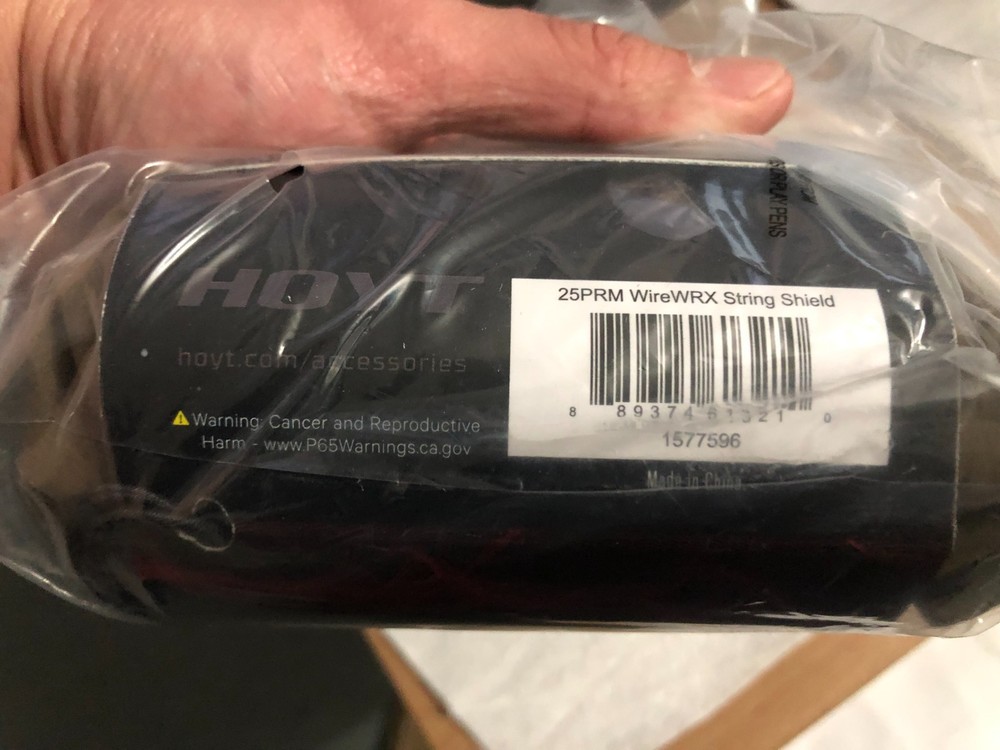 HOYT
hoyt.com/accessories
Warning: Cancer and Reproductive
Harm - www.P65Warnings.ca.gov
25PRM WireWRX String Shield
8 89374 61321 0
1577596
Made in China